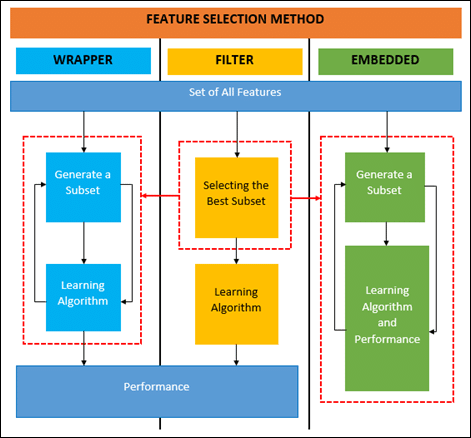 FEATURE SELECTION METHOD
WRAPPER
FILTER
EMBEDDED
Set of All Features
Generate a
Subset
Selecting the
Best Subset
Generate a
Subset
Learning
Algorithm
Learning
Algorithm
Learning
Algorithm
and
Performance
Performance